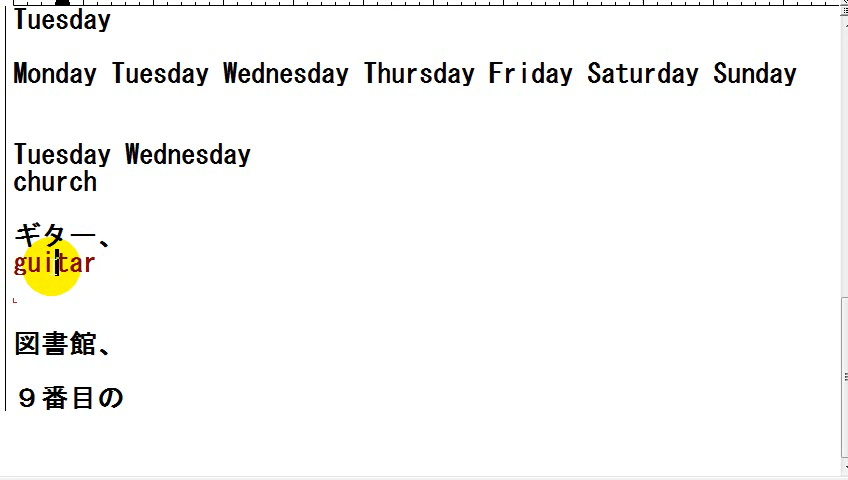 Tuesday
Monday Tuesday Wednesday Thursday Friday Saturday Sunday
Tuesday Wednesday
church
ギター、
guitar
図書館、
９番目の